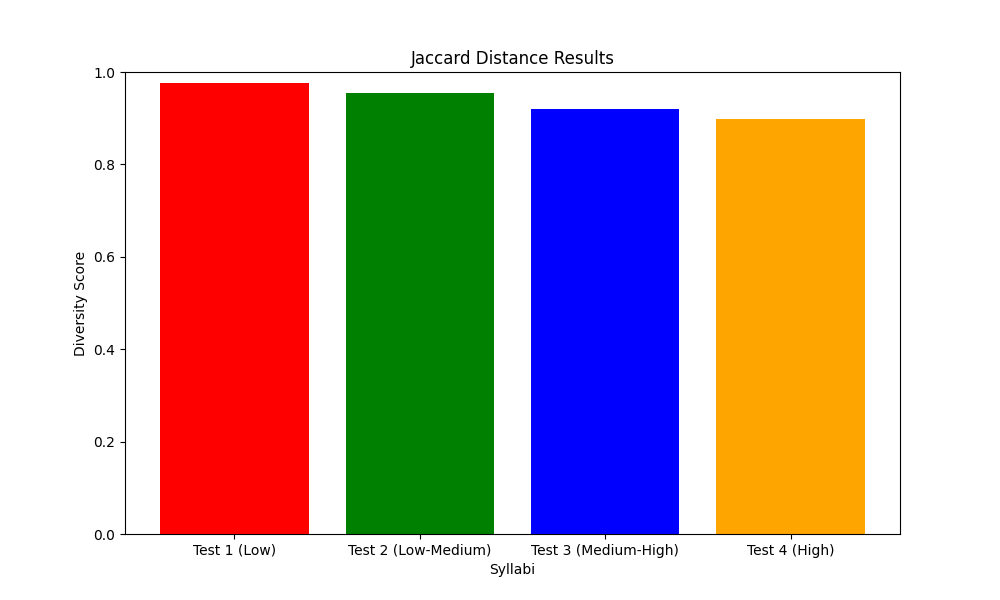 Jaccard Distance Results
1.0
0.8
0.6
0.4
0.2
0.0
Diversity Score
Test 1 (Low)
Test 2 (Low-Medium)
Test 3 (Medium-High)
Test 4 (High)
Syllabi